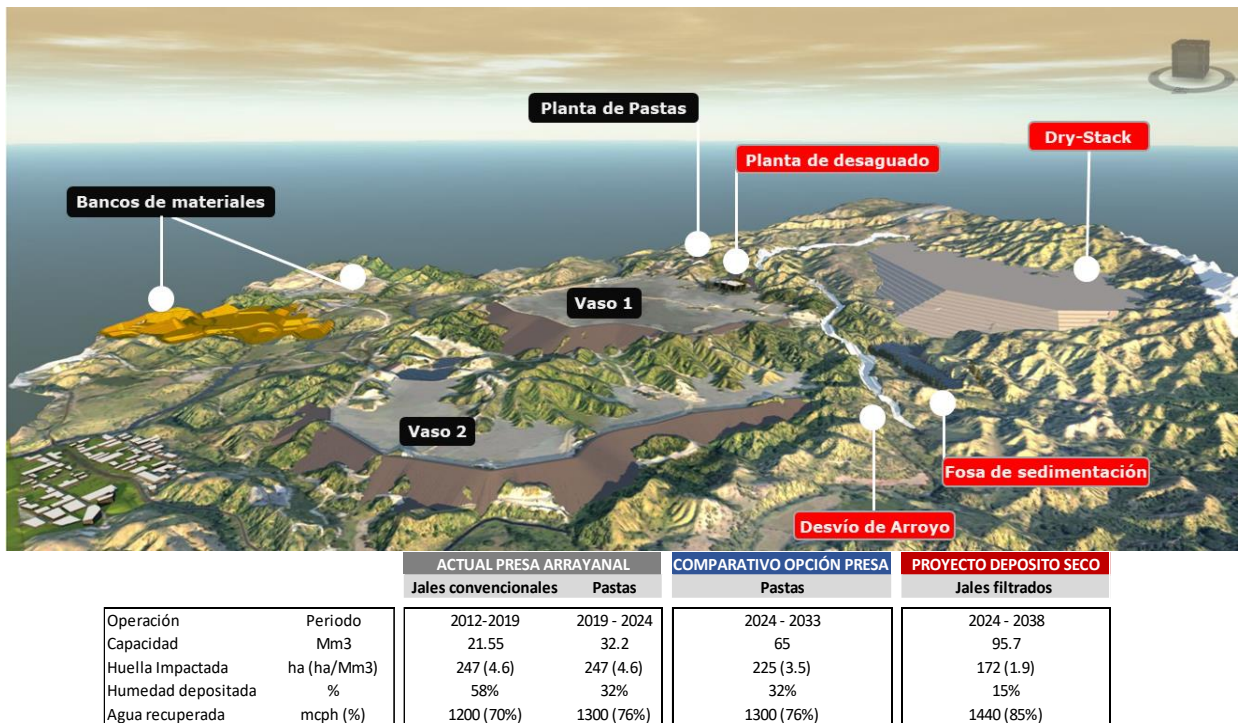 Planta de Pastas
Dry-Stack
Planta de desaguado
Bancos de materiales
Vaso 1
Vaso 2
Fosa de sedimentación
Desvío de Arroyo
ACTUAL PRESA ARRAYANAL COMPARATIVO OPCIÓN PRESA PROYECTO DEPOSITO SECO
Jales convencionales Pastas Pastas Jales filtrados
Operación Periodo 2012-2019 2019 - 2024 2024 - 2033 2024 - 2038
Capacidad Mm3 21.55 32.2 65 95.7
Huella Impactada ha (ha/Mm3) 247 (4.6) 247 (4.6) 225 (3.5) 172 (1.9)
Humedad depositada % 58% 32% 32% 15%
Agua recuperada mcph (%) 1200 (70%) 1300 (76%) 1300 (76%) 1440 (85%)